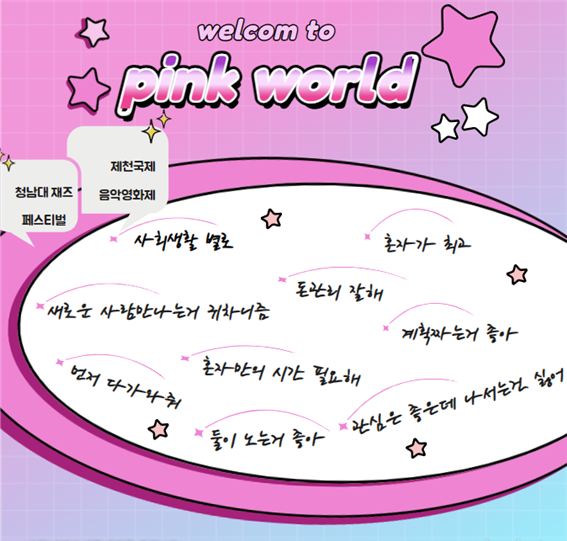 welcom to
pink world
제천국제
음악영화제
청남대 재즈
페스티벌
사회생활 별로
혼자가 최고
돈관리 잘해
새로운 사람만나는거 귀차니즘
계획짜는거 좋아
혼자만의 시간 필요해
먼저 다가와줘
관심은 좋은데 나서는건 싫어
둘이 노는거 좋아